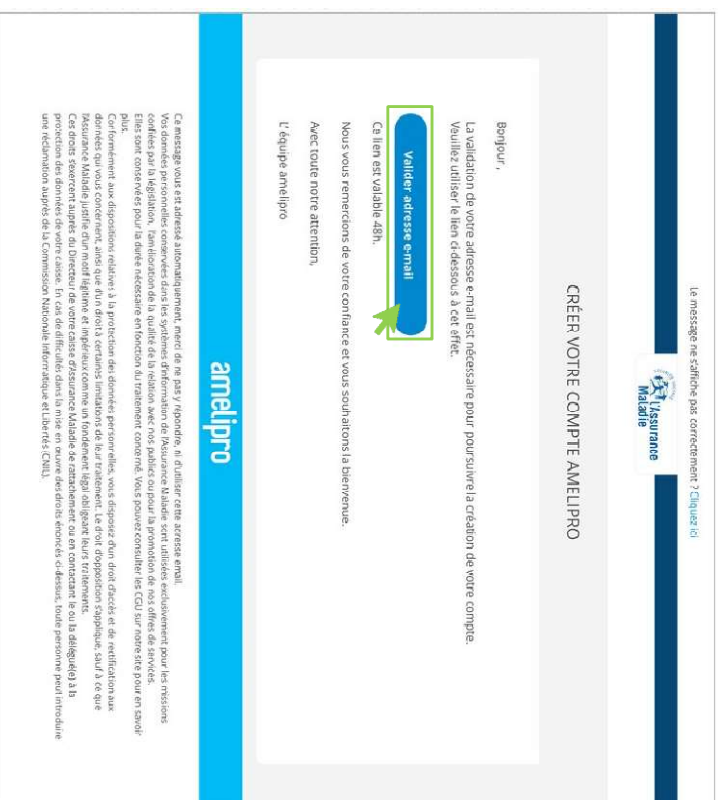 Le message ne s'affiche pas correctement ? Cliquez ici
l'Assurance
Maladie
CRÉER VOTRE COMPTE AMELIPRO
Bonjour ,
La validation de votre adresse e-mail est nécessaire pour poursuivre la création de votre compte.
Veuillez utiliser le lien ci-dessous à cet effet.
Valider adresse e-mail
Ce lien est valable 48h.
Nous vous remercions de votre confiance et vous souhaitons la bienvenue.
Avec toute notre attention,
L' équipe amelipro
amelipro
Ce message vous est adressé automatiquement, merci de ne pas y répondre, ni d'utiliser cette adresse email.
Vos données personnelles conservées dans les systèmes d'information de l'Assurance Maladie sont utilisées exclusivement pour les missions
confiées par la législation, l'amélioration de la qualité de la relation avec nos publics ou pour la promotion de nos offres de services.
Elles sont conservées pour la durée nécessaire en fonction du traitement concerné. Vous pouvez consulter les CGU sur notre site pour en savoir
plus.
Conformément aux dispositions relatives à la protection des données personnelles, vous disposez d'un droit d'accès et de rectification aux
données qui vous concernent, ainsi que d'un droit à certaines limitations de leur traitement. Le droit d'opposition s'applique, sauf à ce que
l'Assurance Maladie justifie d'un motif légitime et impérieux comme un fondement légal obligeant leurs traitements.
Ces droits s'exercent auprès du Directeur de votre caisse d'Assurance Maladie de rattachement ou en contactant le ou la délégué(e) à la
protection des données de votre caisse. En cas de difficultés dans la mise en œuvre des droits énoncés ci-dessus, toute personne peut introduire
une réclamation auprès de la Commission Nationale Informatique et Libertés (CNIL).